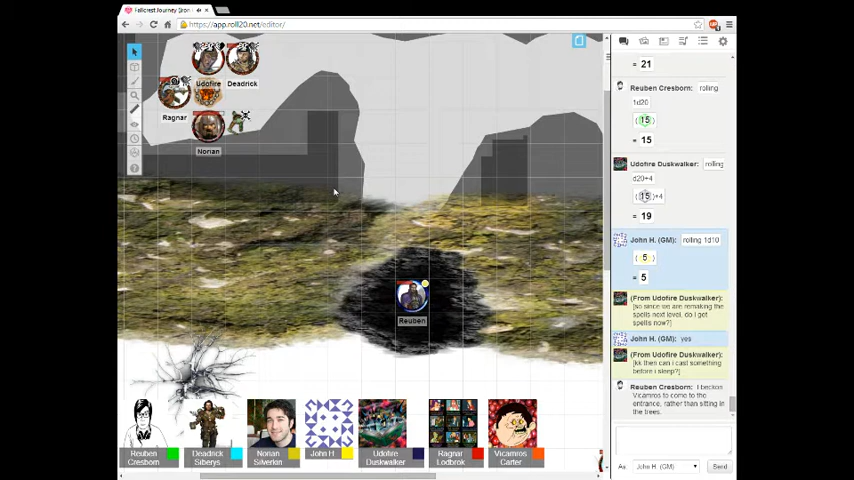 Fallcrest Journey (Iron
https://app.roll20.net/editor/
Udofire
Deadrick
Ragnar
Norian
Reuben
Reuben
Cresborn
Deadrick
Siberys
Norian
Silverlon
John H
Udofire
Duskwalker
Ragnar
Lodbrok
Vicamros
Carter
= 21
Reuben Cresborn: rolling
1d20
(15)
= 15
Udofire Duskwalker: rolling
d20+4
(15)+4
= 19
John H. (GM): rolling 1d10
(5)
= 5
(From Udofire Duskwalker):
[so since we are remaking the
spells next level, do i get
spells now?]
John H. (GM): yes
(From Udofire Duskwalker):
[kk then can i cast something
before i sleep?]
Reuben Cresborn: I beckon
Vicamros to come to the
entrance, rather than sitting in
the trees.
As: John H. (GM)
Send